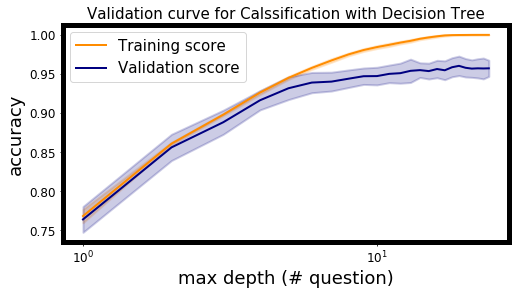 Validation curve for Calssification with Decision Tree
Training score
Validation score
accuracy
1.00
0.95
0.90
0.85
0.80
0.75
10⁰
10¹
max depth (# question)